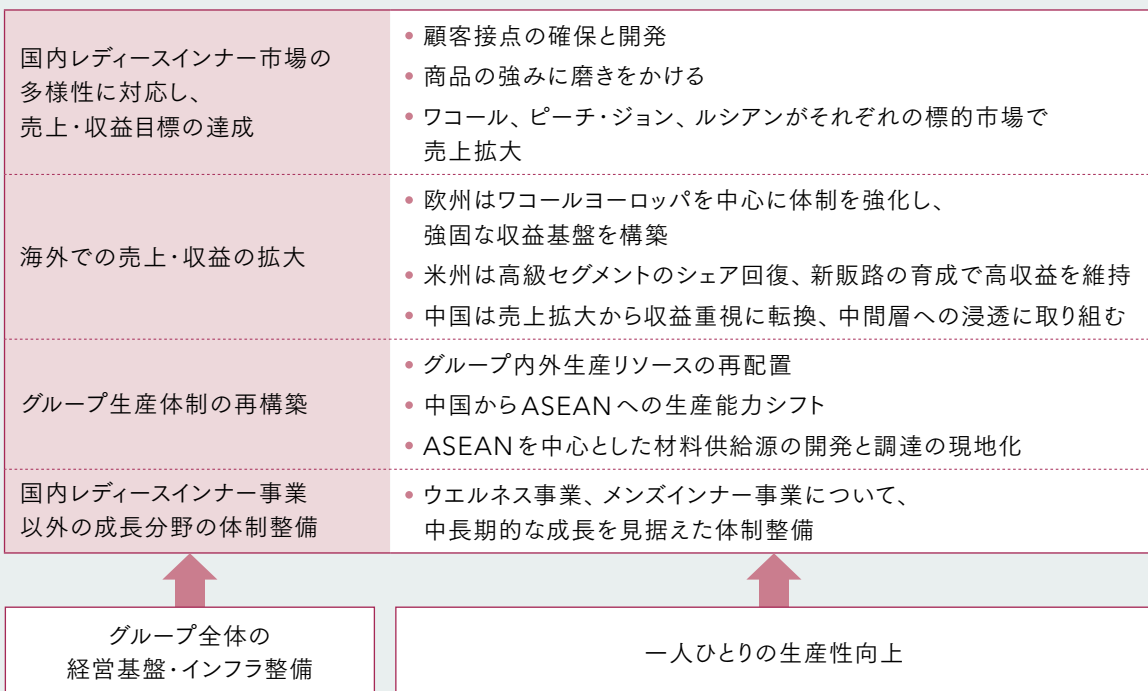 国内レディースインナー市場の
多様性に対応し、
売上・収益目標の達成
• 顧客接点の確保と開発
• 商品の強みに磨きをかける
• ワコール、ピーチ・ジョン、ルシアンがそれぞれの標的市場で
売上拡大
海外での売上・収益の拡大
• 欧州はワコールヨーロッパを中心に体制を強化し、
強固な収益基盤を構築
• 米州は高級セグメントのシェア回復、新販路の育成で高収益を維持
• 中国は売上拡大から収益重視に転換、中間層への浸透に取り組む
グループ生産体制の再構築
• グループ内外生産リソースの再配置
• 中国からASEANへの生産能力シフト
• ASEANを中心とした材料供給源の開発と調達の現地化
国内レディースインナー事業
以外の成長分野の体制整備
• ウエルネス事業、メンズインナー事業について、
中長期的な成長を見据えた体制整備
グループ全体の
経営基盤・インフラ整備
一人ひとりの生産性向上